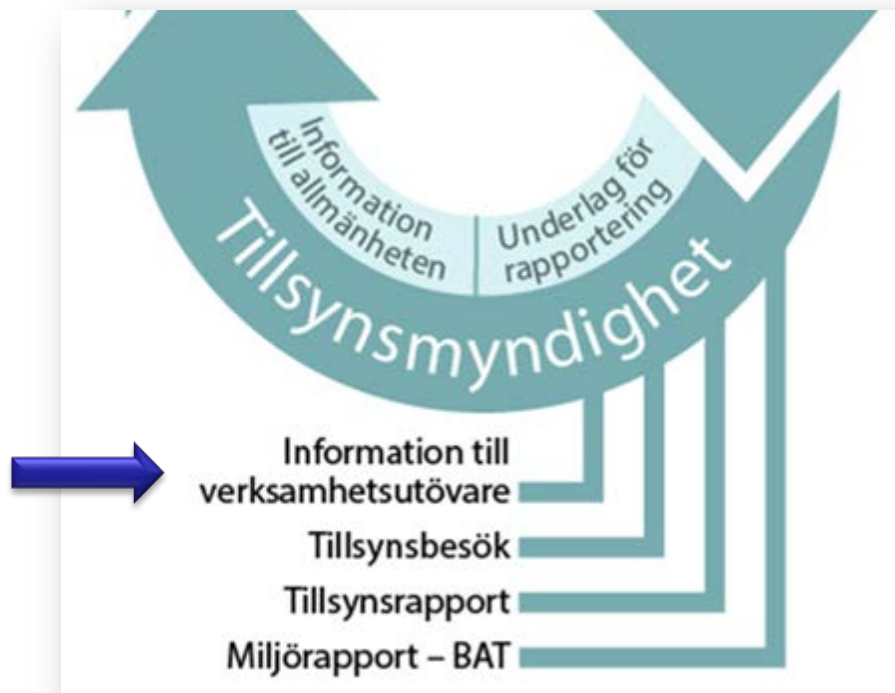 Information
till allmänheten
Underlag för
rapportering
Tillsynsmyndighet
Information till
verksamhetsutövare
Tillsynsbesök
Tillsynsrapport
Miljörapport – BAT